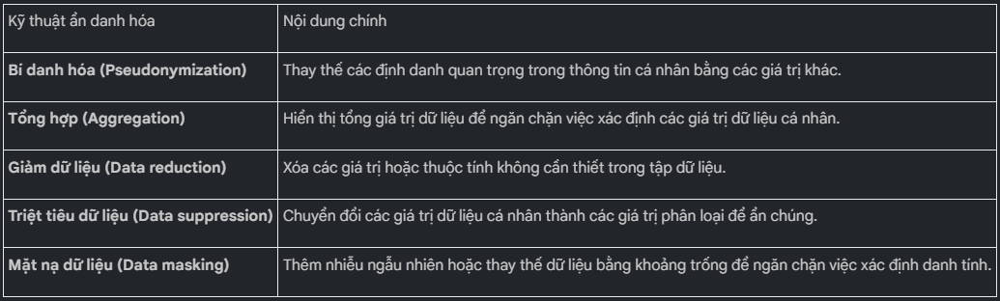 Kỹ thuật ẩn danh hóa Nội dung chính
Bí danh hóa (Pseudonymization) Thay thế các định danh quan trọng trong thông tin cá nhân bằng các giá trị khác.
Tổng hợp (Aggregation) Hiển thị tổng giá trị dữ liệu để ngăn chặn việc xác định các giá trị dữ liệu cá nhân.
Giảm dữ liệu (Data reduction) Xóa các giá trị hoặc thuộc tính không cần thiết trong tập dữ liệu.
Triệt tiêu dữ liệu (Data suppression) Chuyển đổi các giá trị dữ liệu cá nhân thành các giá trị phân loại để ẩn chúng.
Mặt nạ dữ liệu (Data masking) Thêm nhiễu ngẫu nhiên hoặc thay thế dữ liệu bằng khoảng trống để ngăn chặn việc xác định danh tính.